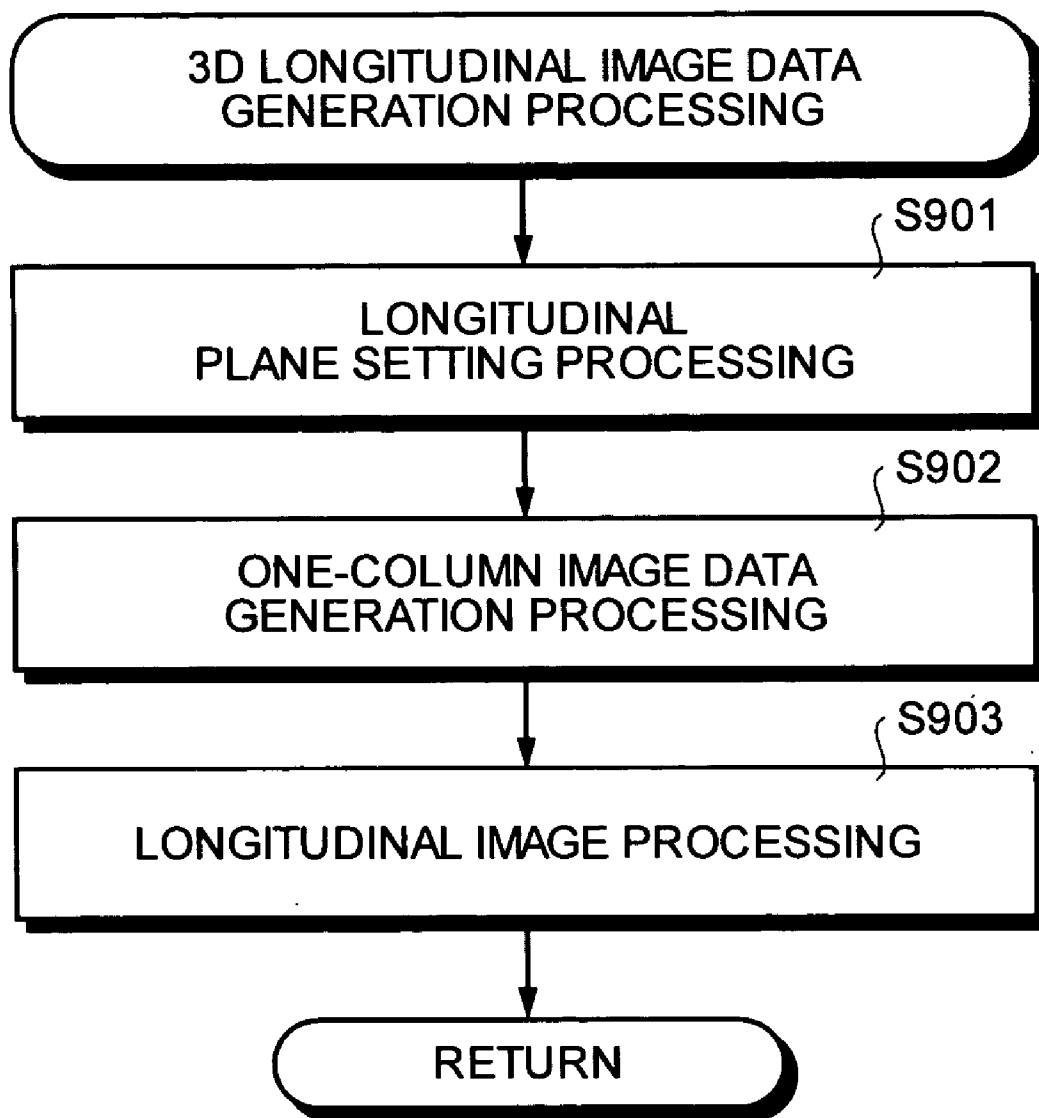 3D LONGITUDINAL IMAGE DATA
GENERATION PROCESSING
S901
LONGITUDINAL
PLANE SETTING PROCESSING
S902
ONE-COLUMN IMAGE DATA
GENERATION PROCESSING
S903
LONGITUDINAL IMAGE PROCESSING
RETURN